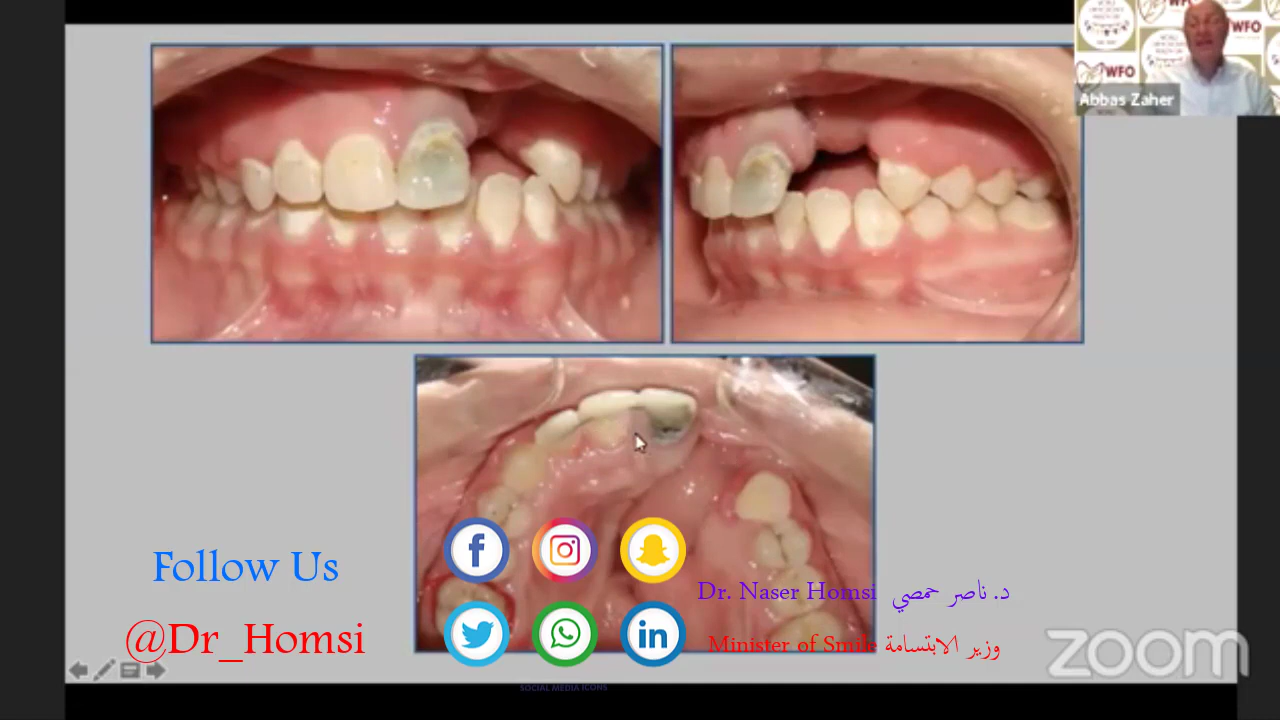 WFO
WFO
Abbas Zaher
Follow Us
@Dr_Homsi
Dr. Naser Homsi د. ناصر حمصي
Minister of Smile وزير الابتسامة
zoom
SOCIAL MEDIA ICONS